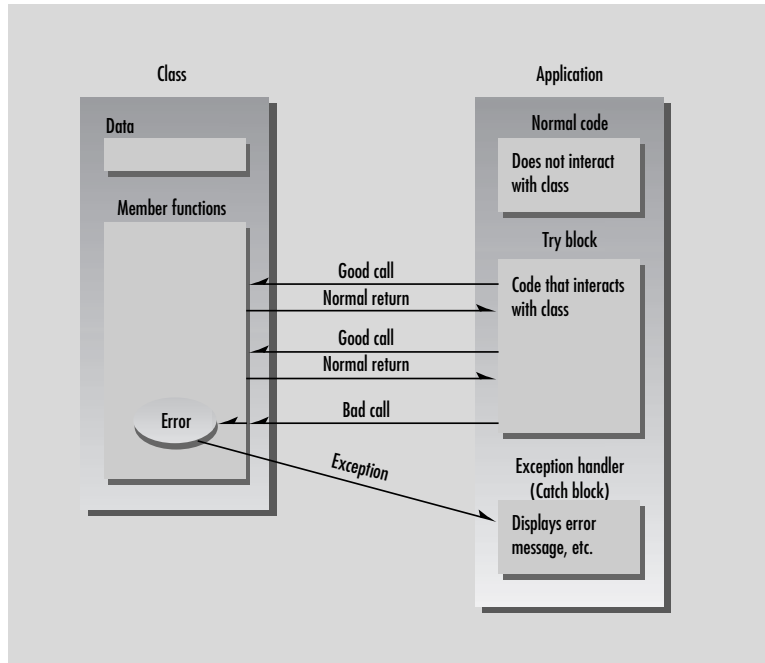 Class
Data
Member functions
Error
Application
Normal code
Does not interact
with class
Try block
Code that interacts
with class
Good call
Normal return
Good call
Normal return
Bad call
Exception
Exception handler
(Catch block)
Displays error
message, etc.